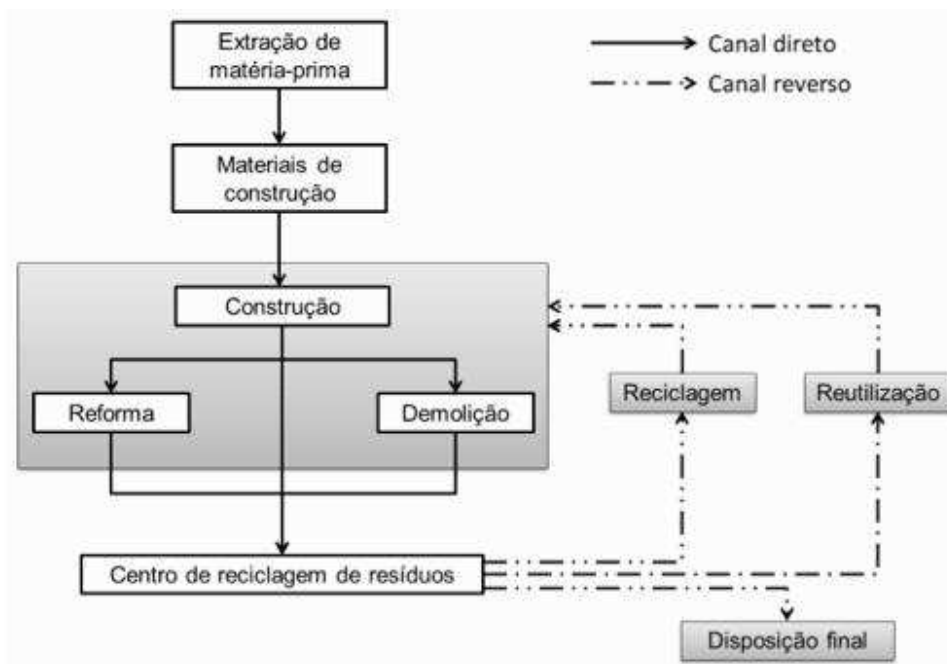 Extração de
matéria-prima
Canal direto
Canal reverso
Materiais de
construção
Construção
Reforma
Demolição
Reciclagem
Reutilização
Centro de reciclagem de resíduos
Disposição final